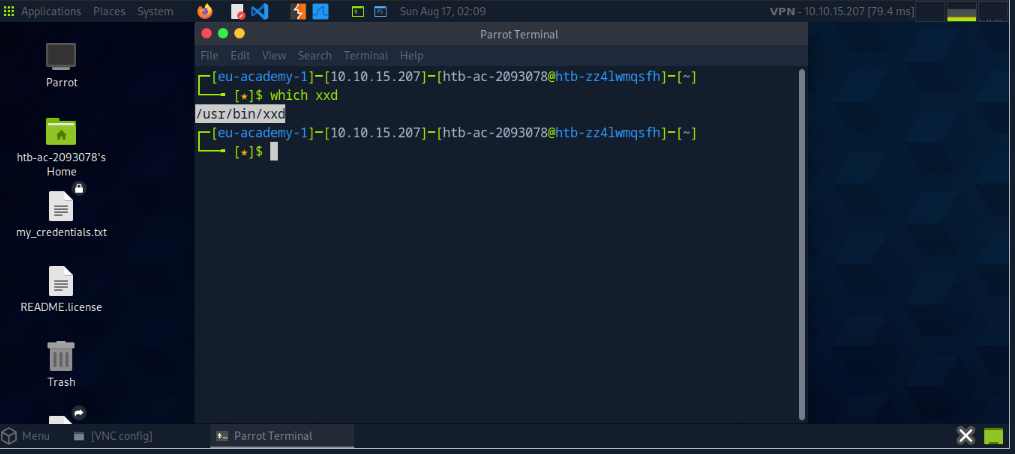 Applications Places System Sun Aug 17, 02:09 VPN - 10.10.15.207 [79.4 ms]
Parrot Terminal
File Edit View Search Terminal Help
┌─[eu-academy-1]─[10.10.15.207]─[htb-ac-2093078@htb-zz4lwmqsfh]─[~]
└──╼ [★]$ which xxd
/usr/bin/xxd
┌─[eu-academy-1]─[10.10.15.207]─[htb-ac-2093078@htb-zz4lwmqsfh]─[~]
└──╼ [★]$
Parrot
htb-ac-2093078's
Home
my_credentials.txt
README.license
Trash
Menu [VNC config] Parrot Terminal